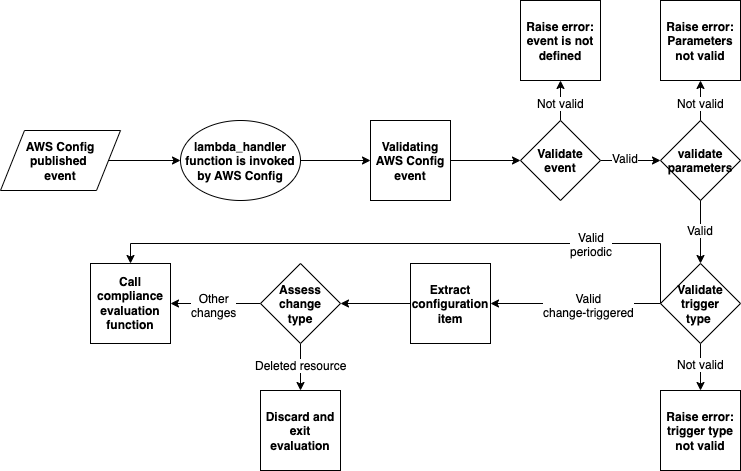 Raise error:
event is not
defined
Raise error:
Parameters
not valid
Not valid
Not valid
AWS Config
published
event
lambda_handler
function is invoked
by AWS Config
Validating
AWS Config
event
Validate
event
Valid
validate
parameters
Valid
Valid
periodic
Call
compliance
evaluation
function
Other
changes
Assess
change
type
Extract
configuration
item
Valid
change-triggered
Validate
trigger
type
Deleted resource
Not valid
Discard and
exit
evaluation
Raise error:
trigger type
not valid